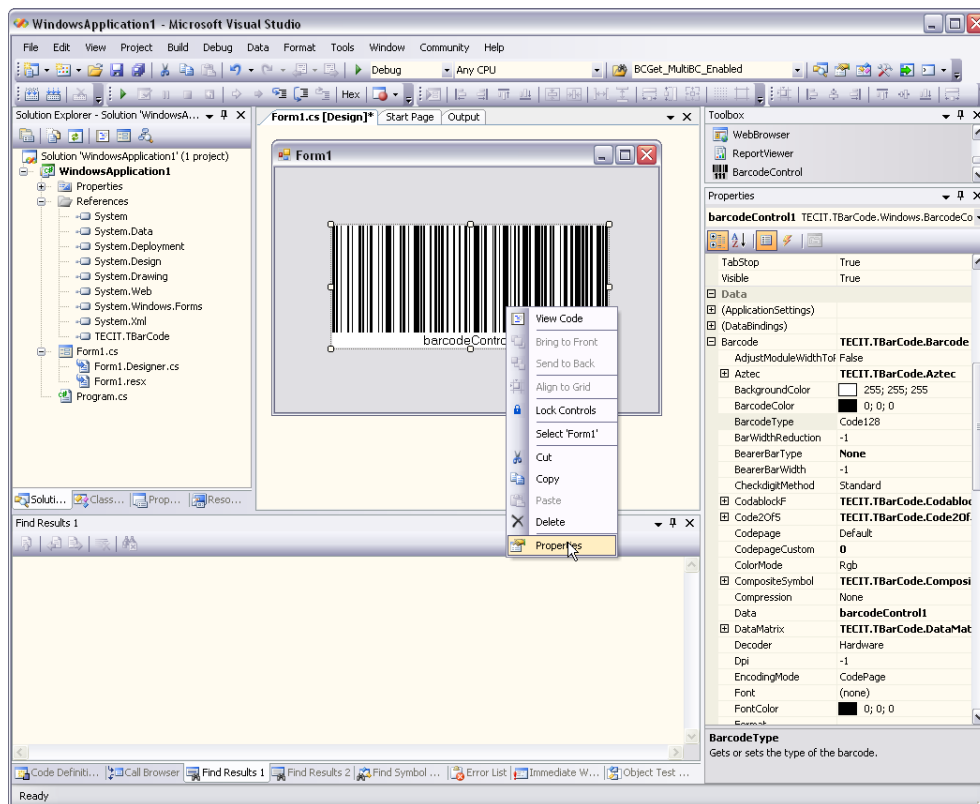 WindowsApplication1 - Microsoft Visual Studio
File Edit View Project Build Debug Data Format Tools Window Community Help
Debug Any CPU BCGet_MultiBC_Enabled
Hex
Solution Explorer - Solution 'WindowsA...
Solution 'WindowsApplication1' (1 project)
WindowsApplication1
Properties
References
System
System.Data
System.Deployment
System.Design
System.Drawing
System.Web
System.Windows.Forms
System.Xml
TECIT.TBarCode
Form1.cs
Form1.Designer.cs
Form1.resx
Program.cs
Soluti... Class... Prop... Reso...
Form1.cs [Design]* Start Page Output
Form1
barcodeContro
View Code
Bring to Front
Send to Back
Align to Grid
Lock Controls
Select 'Form1'
Cut
Copy
Paste
Delete
Properties
Toolbox
WebBrowser
ReportViewer
BarcodeControl
Properties
barcodeControl1 TECIT.TBarCode.Windows.BarcodeCo
TabStop True
Visible True
Data
(ApplicationSettings)
(DataBindings)
Barcode TECIT.TBarCode.Barcode
AdjustModuleWidthToF False
Aztec TECIT.TBarCode.Aztec
BackgroundColor 255; 255; 255
BarcodeColor 0; 0; 0
BarcodeType Code128
BarWidthReduction -1
BearerBarType None
BearerBarWidth -1
CheckdigitMethod Standard
CodablockF TECIT.TBarCode.Codabloc
Code2Of5 TECIT.TBarCode.Code2Of
Codepage Default
CodepageCustom 0
ColorMode Rgb
CompositeSymbol TECIT.TBarCode.Composi
Compression None
Data barcodeControl1
DataMatrix TECIT.TBarCode.DataMat
Decoder Hardware
Dpi -1
EncodingMode CodePage
Font (none)
FontColor 0; 0; 0
Format
BarcodeType
Gets or sets the type of the barcode.
Find Results 1
Code Definiti... Call Browser Find Results 1 Find Results 2 Find Symbol ... Error List Immediate W... Object Test ...
Ready